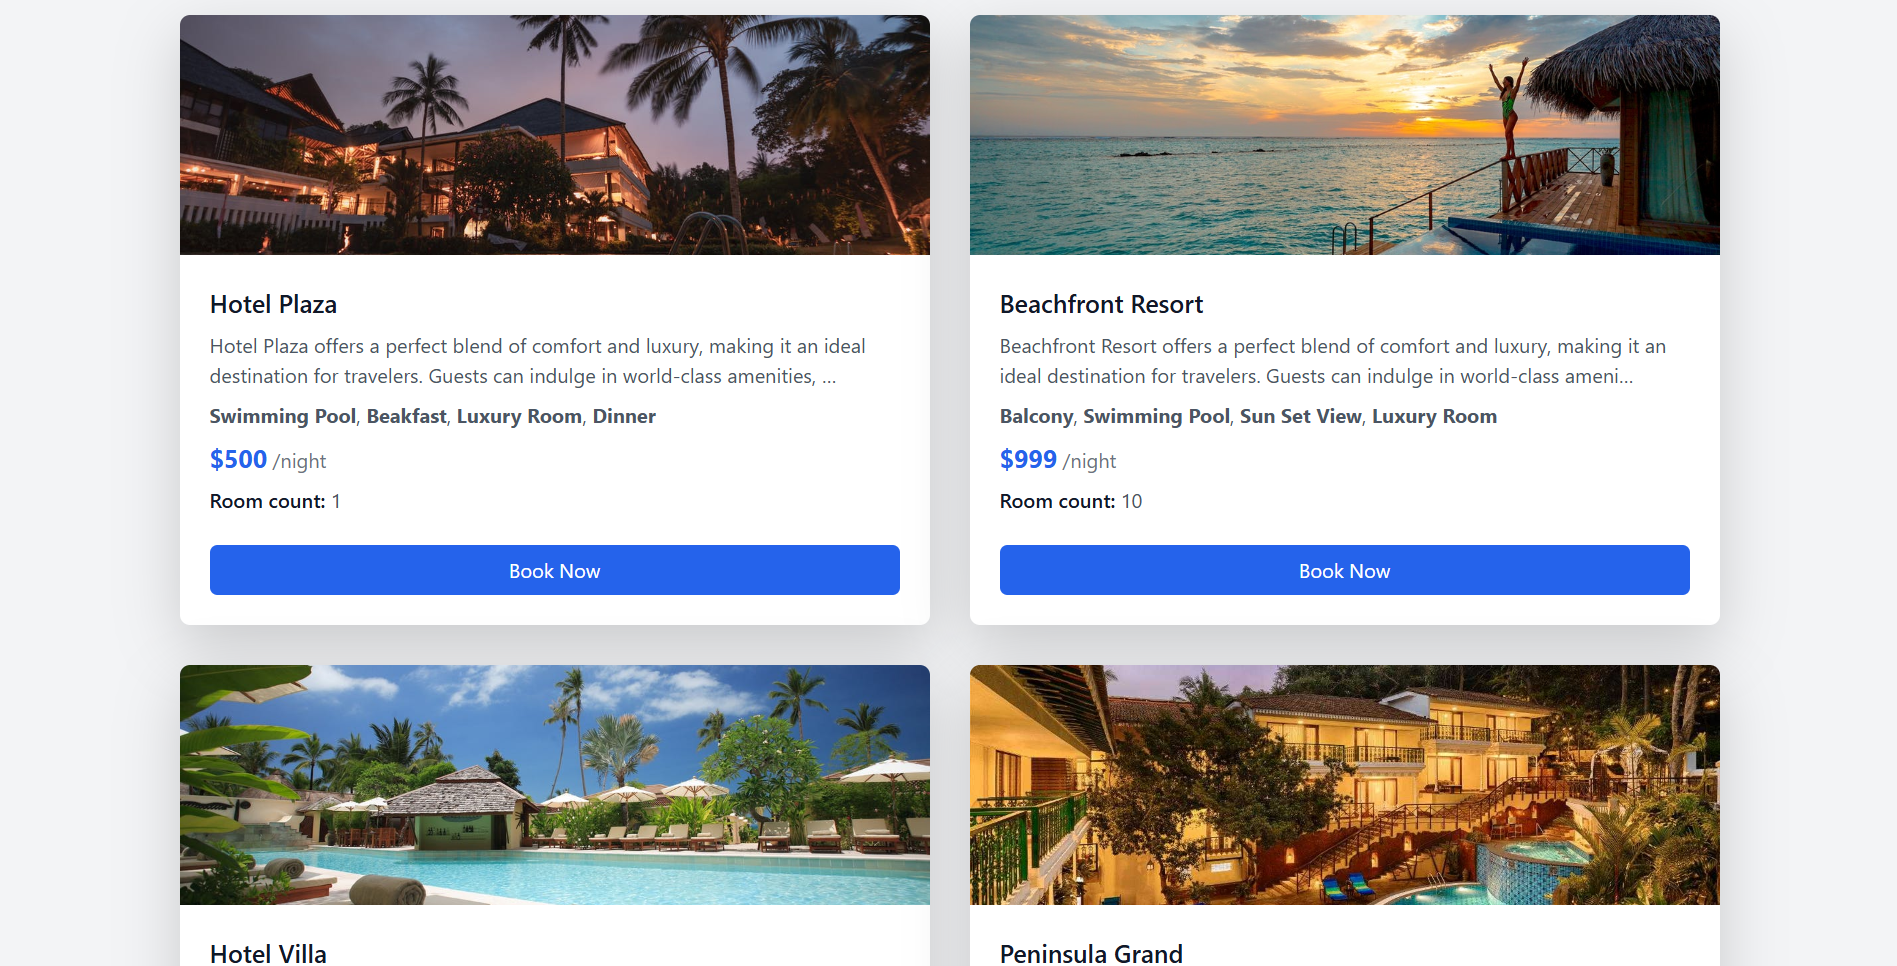 Hotel Plaza
Hotel Plaza offers a perfect blend of comfort and luxury, making it an ideal
destination for travelers. Guests can indulge in world-class amenities, ...
Swimming Pool, Beakfast, Luxury Room, Dinner
$500 /night
Room count: 1
Book Now
Beachfront Resort
Beachfront Resort offers a perfect blend of comfort and luxury, making it an
ideal destination for travelers. Guests can indulge in world-class ameni...
Balcony, Swimming Pool, Sun Set View, Luxury Room
$999 /night
Room count: 10
Book Now
Hotel Villa
Peninsula Grand